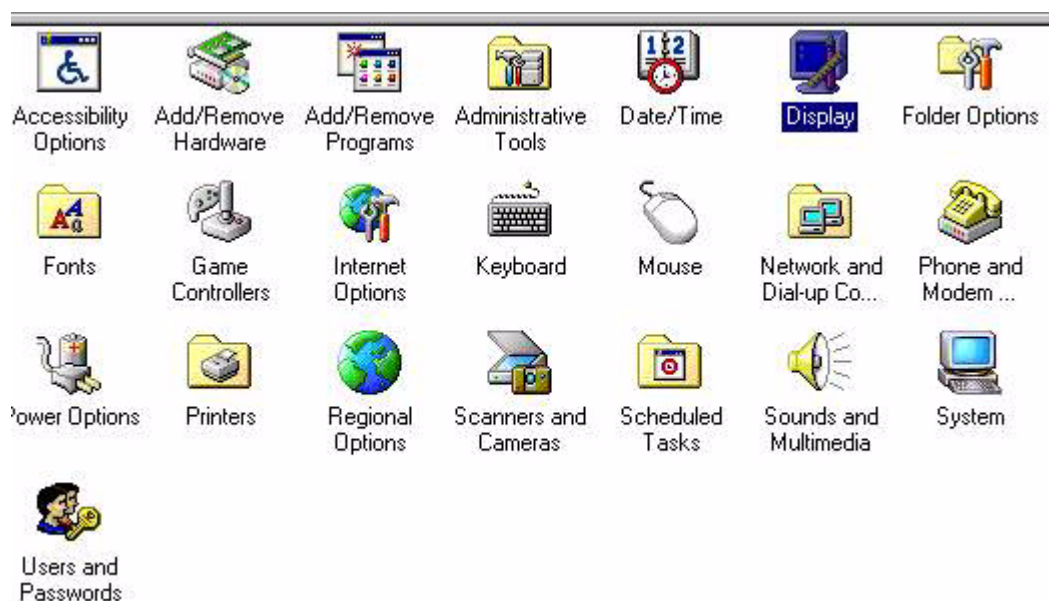 Accessibility Options
Add/Remove Hardware
Add/Remove Programs
Administrative Tools
Date/Time
Display
Folder Options
Fonts
Game Controllers
Internet Options
Keyboard
Mouse
Network and Dial-up Co...
Phone and Modem ...
Power Options
Printers
Regional Options
Scanners and Cameras
Scheduled Tasks
Sounds and Multimedia
System
Users and Passwords